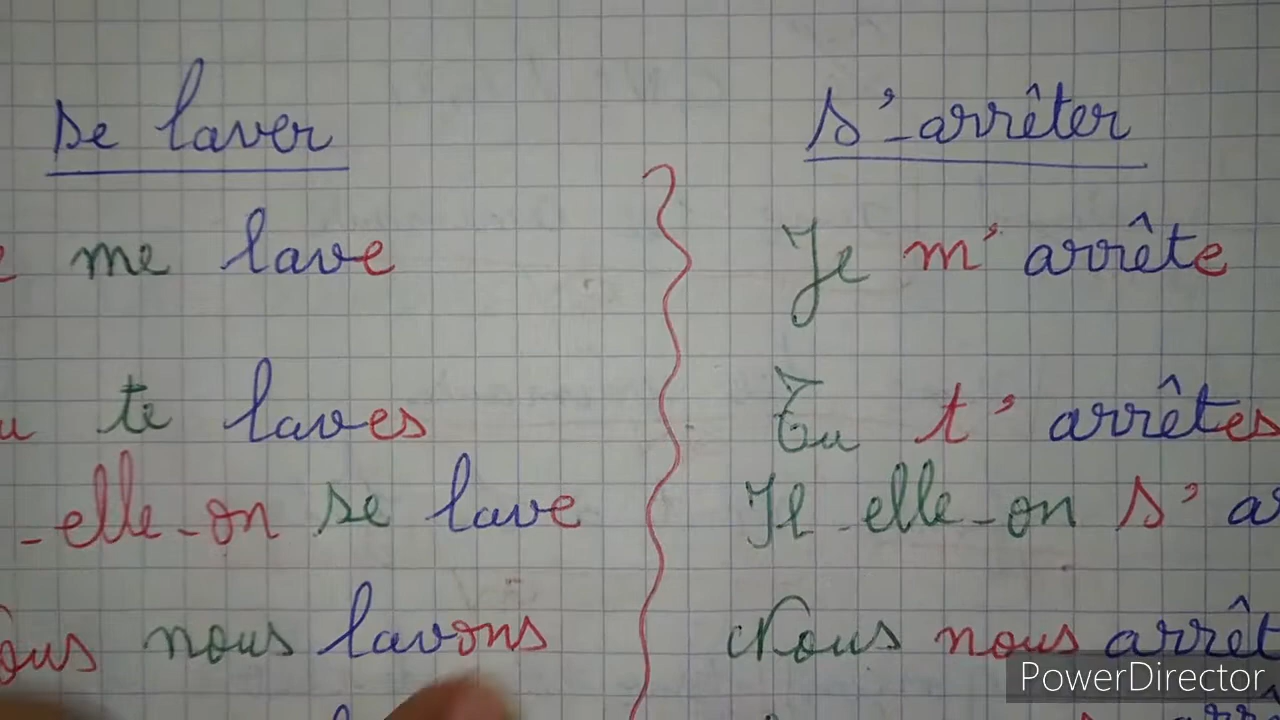 se laver
me lave
te laves
-elle-on se lave
nous lavons
s'arrêter
Je m'arrête
Tu t'arrêtes
Il-elle-on s'
Nous nous arrêt
PowerDirector